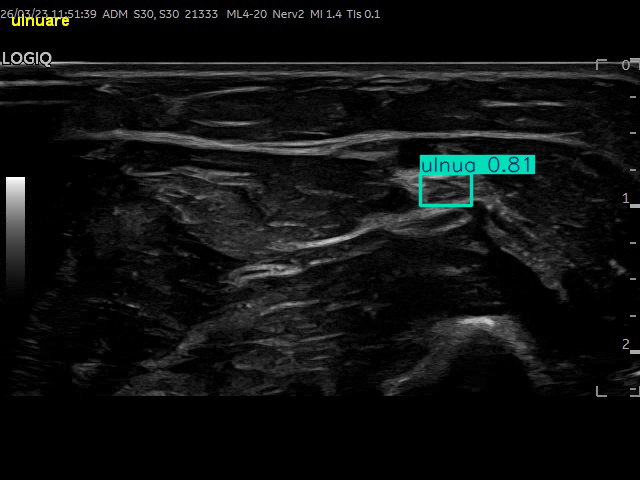 26/03/23 11:51:39 ADM S30, S30 21333 ML4-20 Nerv2 MI 1.4 TIs 0.1
ulnuare
LOGIQ
0
ulnua 0.81
1
2